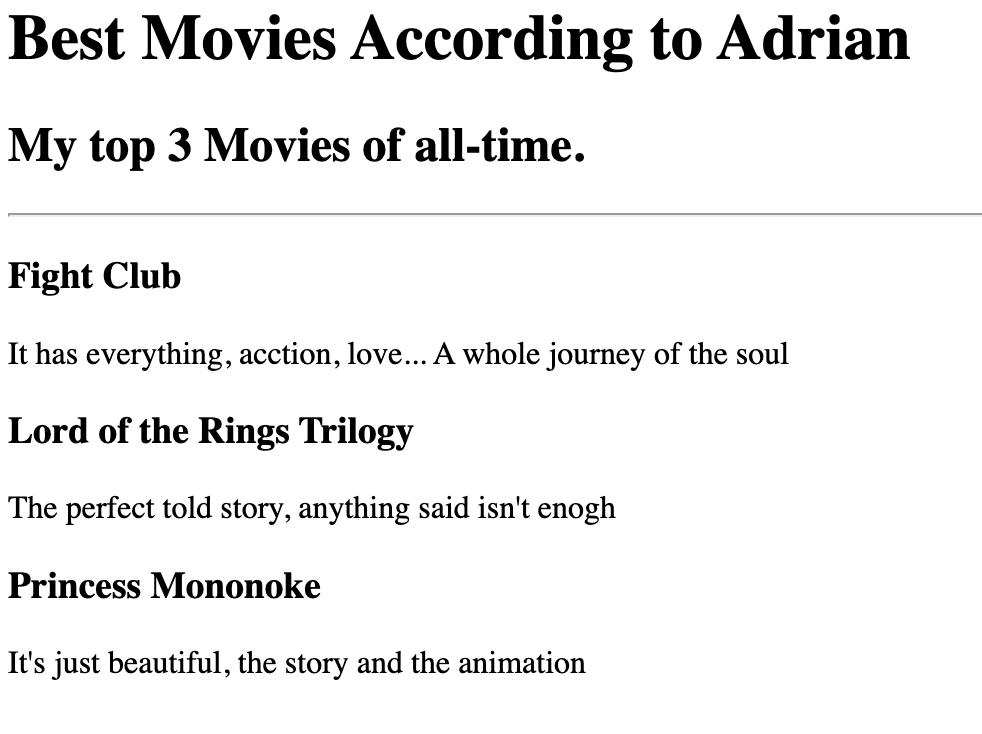 Best Movies According to Adrian
My top 3 Movies of all-time.
Fight Club
It has everything, acction, love... A whole journey of the soul
Lord of the Rings Trilogy
The perfect told story, anything said isn't enogh
Princess Mononoke
It's just beautiful, the story and the animation